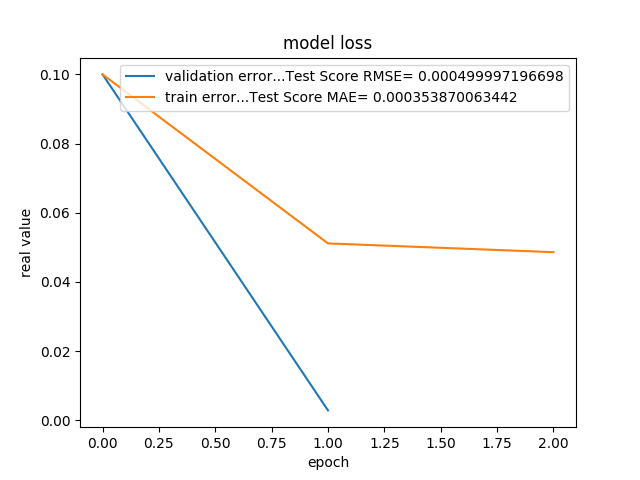 model loss
validation error...Test Score RMSE= 0.000499997196698
train error...Test Score MAE= 0.000353870063442
0.10
0.08
0.06
0.04
0.02
0.00
real value
0.00 0.25 0.50 0.75 1.00 1.25 1.50 1.75 2.00
epoch